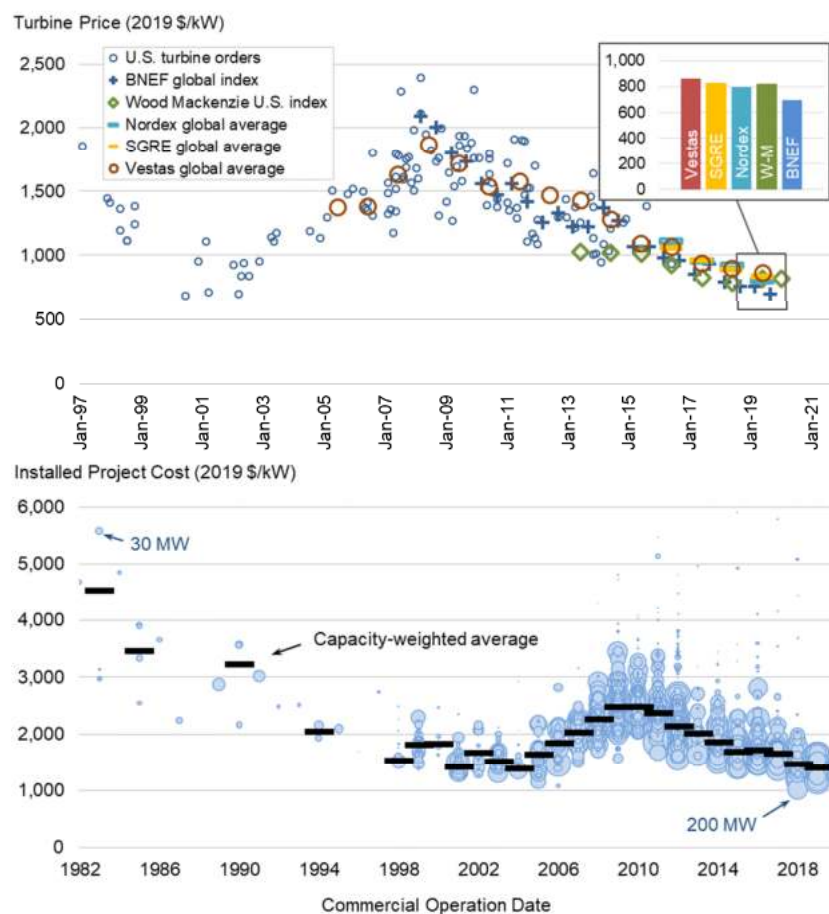 Turbine Price (2019 $/kW)
2,500
2,000
1,500
1,000
500
0
U.S. turbine orders
BNEF global index
Wood Mackenzie U.S. index
Nordex global average
SGRE global average
Vestas global average
1,000
800
600
400
200
0
Vestas
SGRE
Nordex
W-M
BNEF
Jan-97
Jan-99
Jan-01
Jan-03
Jan-05
Jan-07
Jan-09
Jan-11
Jan-13
Jan-15
Jan-17
Jan-19
Jan-21
Installed Project Cost (2019 $/kW)
6,000
5,000
4,000
3,000
2,000
1,000
0
30 MW
Capacity-weighted average
200 MW
1982
1986
1990
1994
1998
2002
2006
2010
2014
2018
Commercial Operation Date